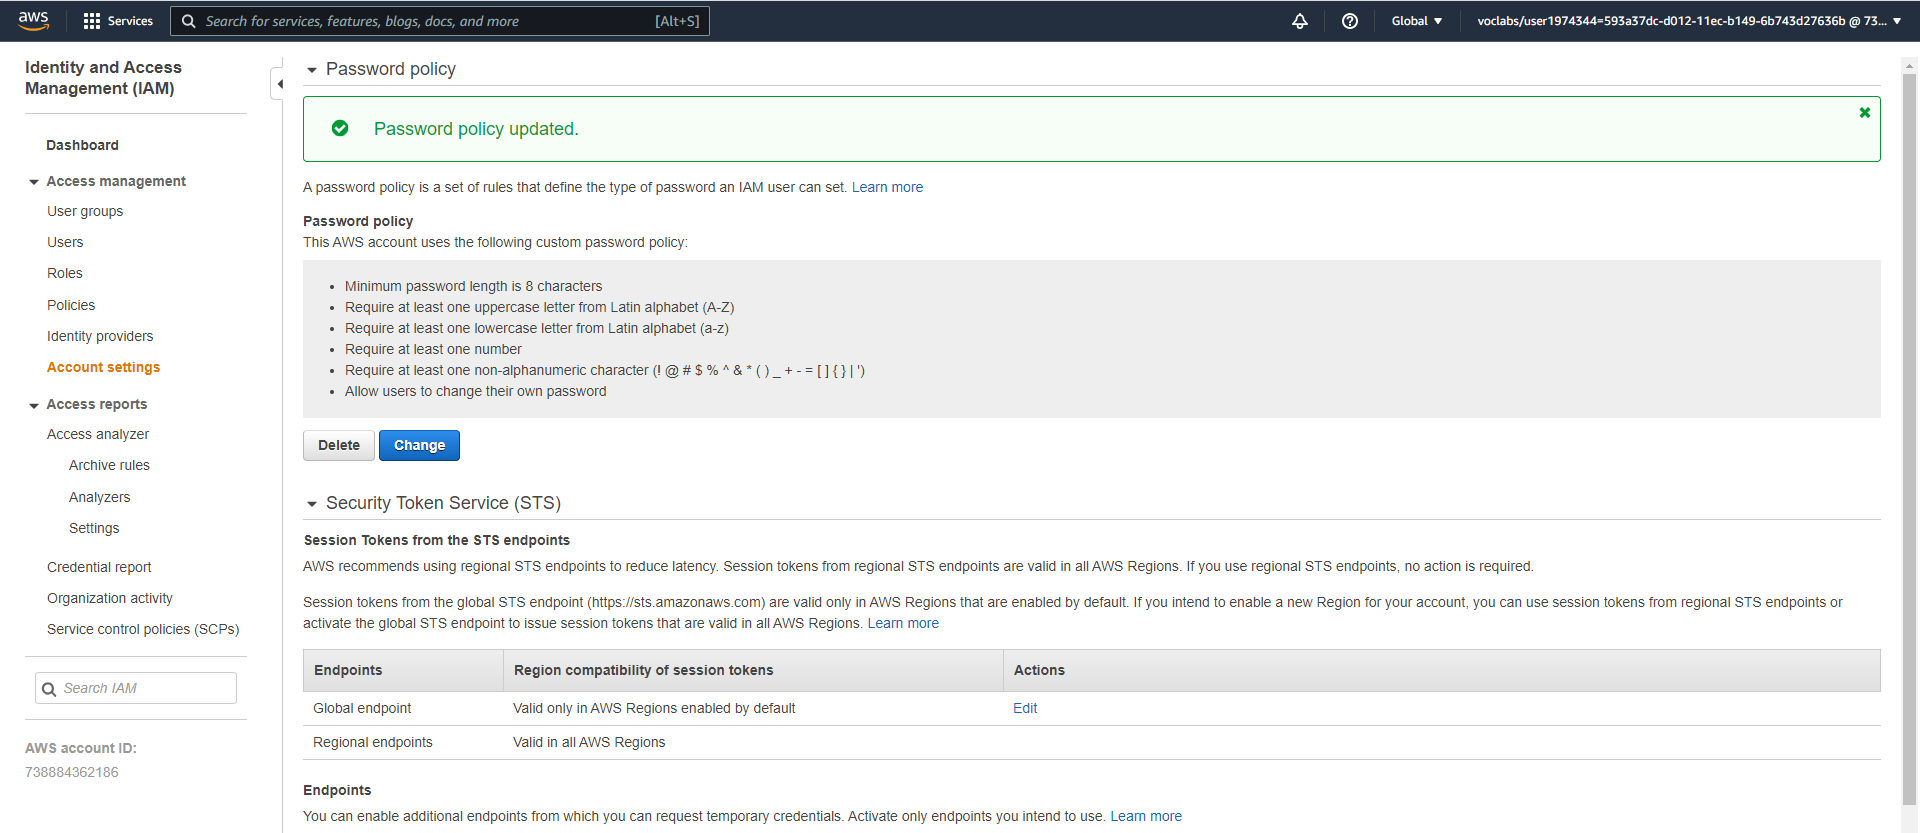 aws
Services
Search for services, features, blogs, docs, and more
[Alt+S]
Global
voclabs/user1974344=593a37dc-d012-11ec-b149-6b743d27636b @ 73...
Identity and Access
Management (IAM)
Dashboard
Access management
User groups
Users
Roles
Policies
Identity providers
Account settings
Access reports
Access analyzer
Archive rules
Analyzers
Settings
Credential report
Organization activity
Service control policies (SCPs)
Search IAM
AWS account ID:
738884362186
Password policy
Password policy updated.
A password policy is a set of rules that define the type of password an IAM user can set. Learn more
Password policy
This AWS account uses the following custom password policy:
• Minimum password length is 8 characters
• Require at least one uppercase letter from Latin alphabet (A-Z)
• Require at least one lowercase letter from Latin alphabet (a-z)
• Require at least one number
• Require at least one non-alphanumeric character (! @ # $ % ^ & * ( ) _ + - = [ ] { } | ')
• Allow users to change their own password
Delete
Change
Security Token Service (STS)
Session Tokens from the STS endpoints
AWS recommends using regional STS endpoints to reduce latency. Session tokens from regional STS endpoints are valid in all AWS Regions. If you use regional STS endpoints, no action is required.
Session tokens from the global STS endpoint (https://sts.amazonaws.com) are valid only in AWS Regions that are enabled by default. If you intend to enable a new Region for your account, you can use session tokens from regional STS endpoints or
activate the global STS endpoint to issue session tokens that are valid in all AWS Regions. Learn more
Endpoints Region compatibility of session tokens Actions
Global endpoint Valid only in AWS Regions enabled by default Edit
Regional endpoints Valid in all AWS Regions
Endpoints
You can enable additional endpoints from which you can request temporary credentials. Activate only endpoints you intend to use. Learn more